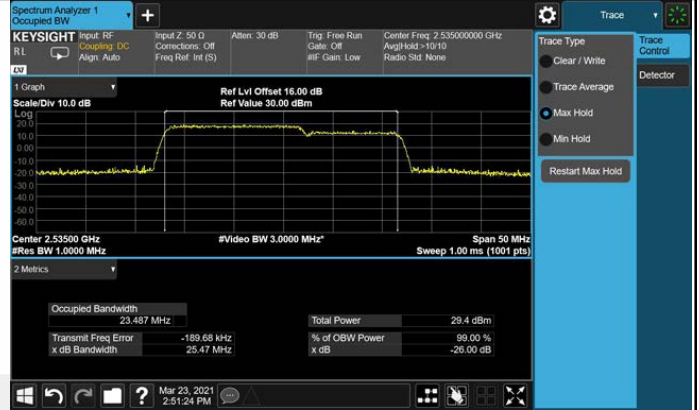 Spectrum Analyzer 1
Occupied BW
+
Trace
KEYSIGHT
RL
LXI
Input: RF
Coupling: DC
Align: Auto
Input Z: 50 Ω
Corrections: Off
Freq Ref: Int (S)
Atten: 30 dB
Trig: Free Run
Gate: Off
#IF Gain: Low
Center Freq: 2.535000000 GHz
Avg|Hold:>10/10
Radio Std: None
1 Graph
Scale/Div 10.0 dB
Ref Lvl Offset 16.00 dB
Ref Value 30.00 dBm
Log
20.0
10.0
0.00
-10.0
-20.0
-30.0
-40.0
-50.0
-60.0
Center 2.53500 GHz
#Res BW 1.0000 MHz
#Video BW 3.0000 MHz*
Span 50 MHz
Sweep 1.00 ms (1001 pts)
2 Metrics
Occupied Bandwidth
23.487 MHz
Transmit Freq Error -189.68 kHz
x dB Bandwidth 25.47 MHz
Total Power 29.4 dBm
% of OBW Power 99.00 %
x dB -26.00 dB
Trace Type
Clear / Write
Trace Average
Max Hold
Min Hold
Restart Max Hold
Trace
Control
Detector
?
Mar 23, 2021
2:51:24 PM